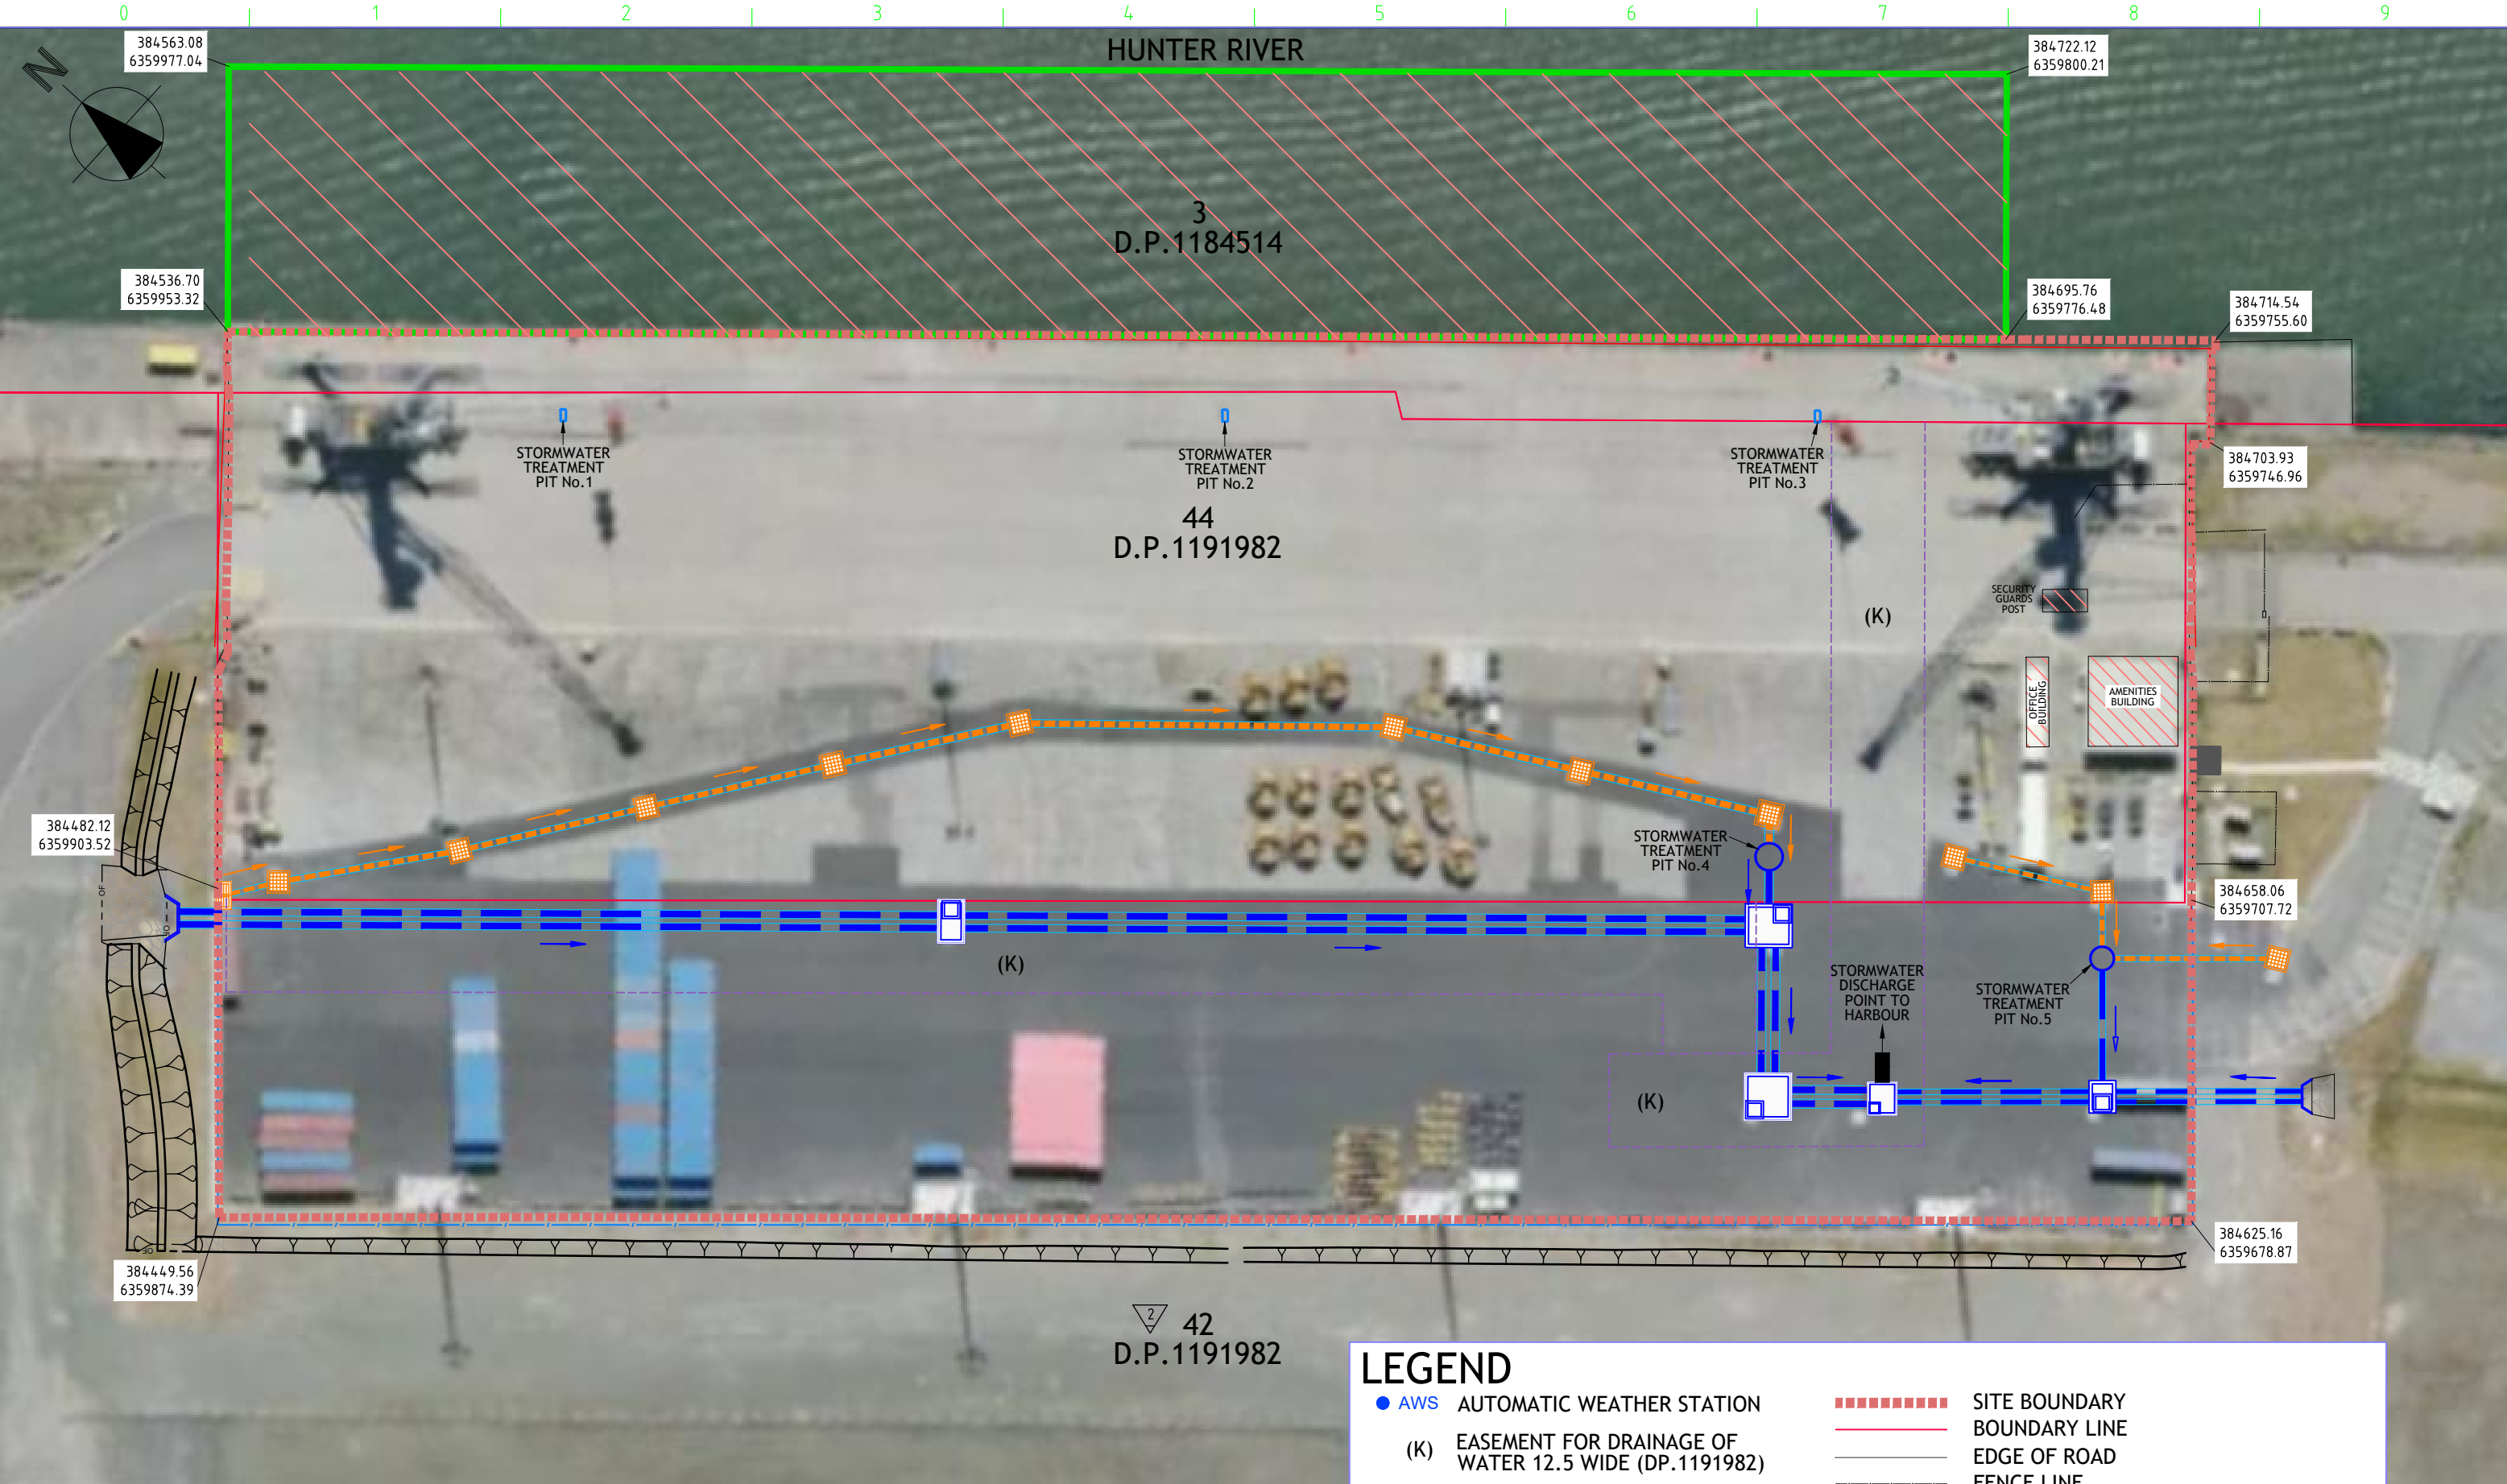 0 1 2 3 4 5 6 7 8 9
384563.08
6359977.04
HUNTER RIVER
384722.12
6359800.21
N
3
D.P.1184514
384536.70
6359953.32
384695.76
6359776.48
384714.54
6359755.60
STORMWATER
TREATMENT
PIT No.1
STORMWATER
TREATMENT
PIT No.2
STORMWATER
TREATMENT
PIT No.3
384703.93
6359746.96
44
D.P.1191982
SECURITY
GUARDS
POST
(K)
OFFICE
BUILDING
AMENITIES
BUILDING
384482.12
6359903.52
STORMWATER
TREATMENT
PIT No.4
384658.06
6359707.72
OF
(K)
STORMWATER
DISCHARGE
POINT TO
HARBOUR
STORMWATER
TREATMENT
PIT No.5
(K)
384449.56
6359874.39
384625.16
6359678.87
2
42
D.P.1191982
LEGEND
AWS AUTOMATIC WEATHER STATION
(K) EASEMENT FOR DRAINAGE OF
WATER 12.5 WIDE (DP.1191982)
SITE BOUNDARY
BOUNDARY LINE
EDGE OF ROAD
FENCE LINE